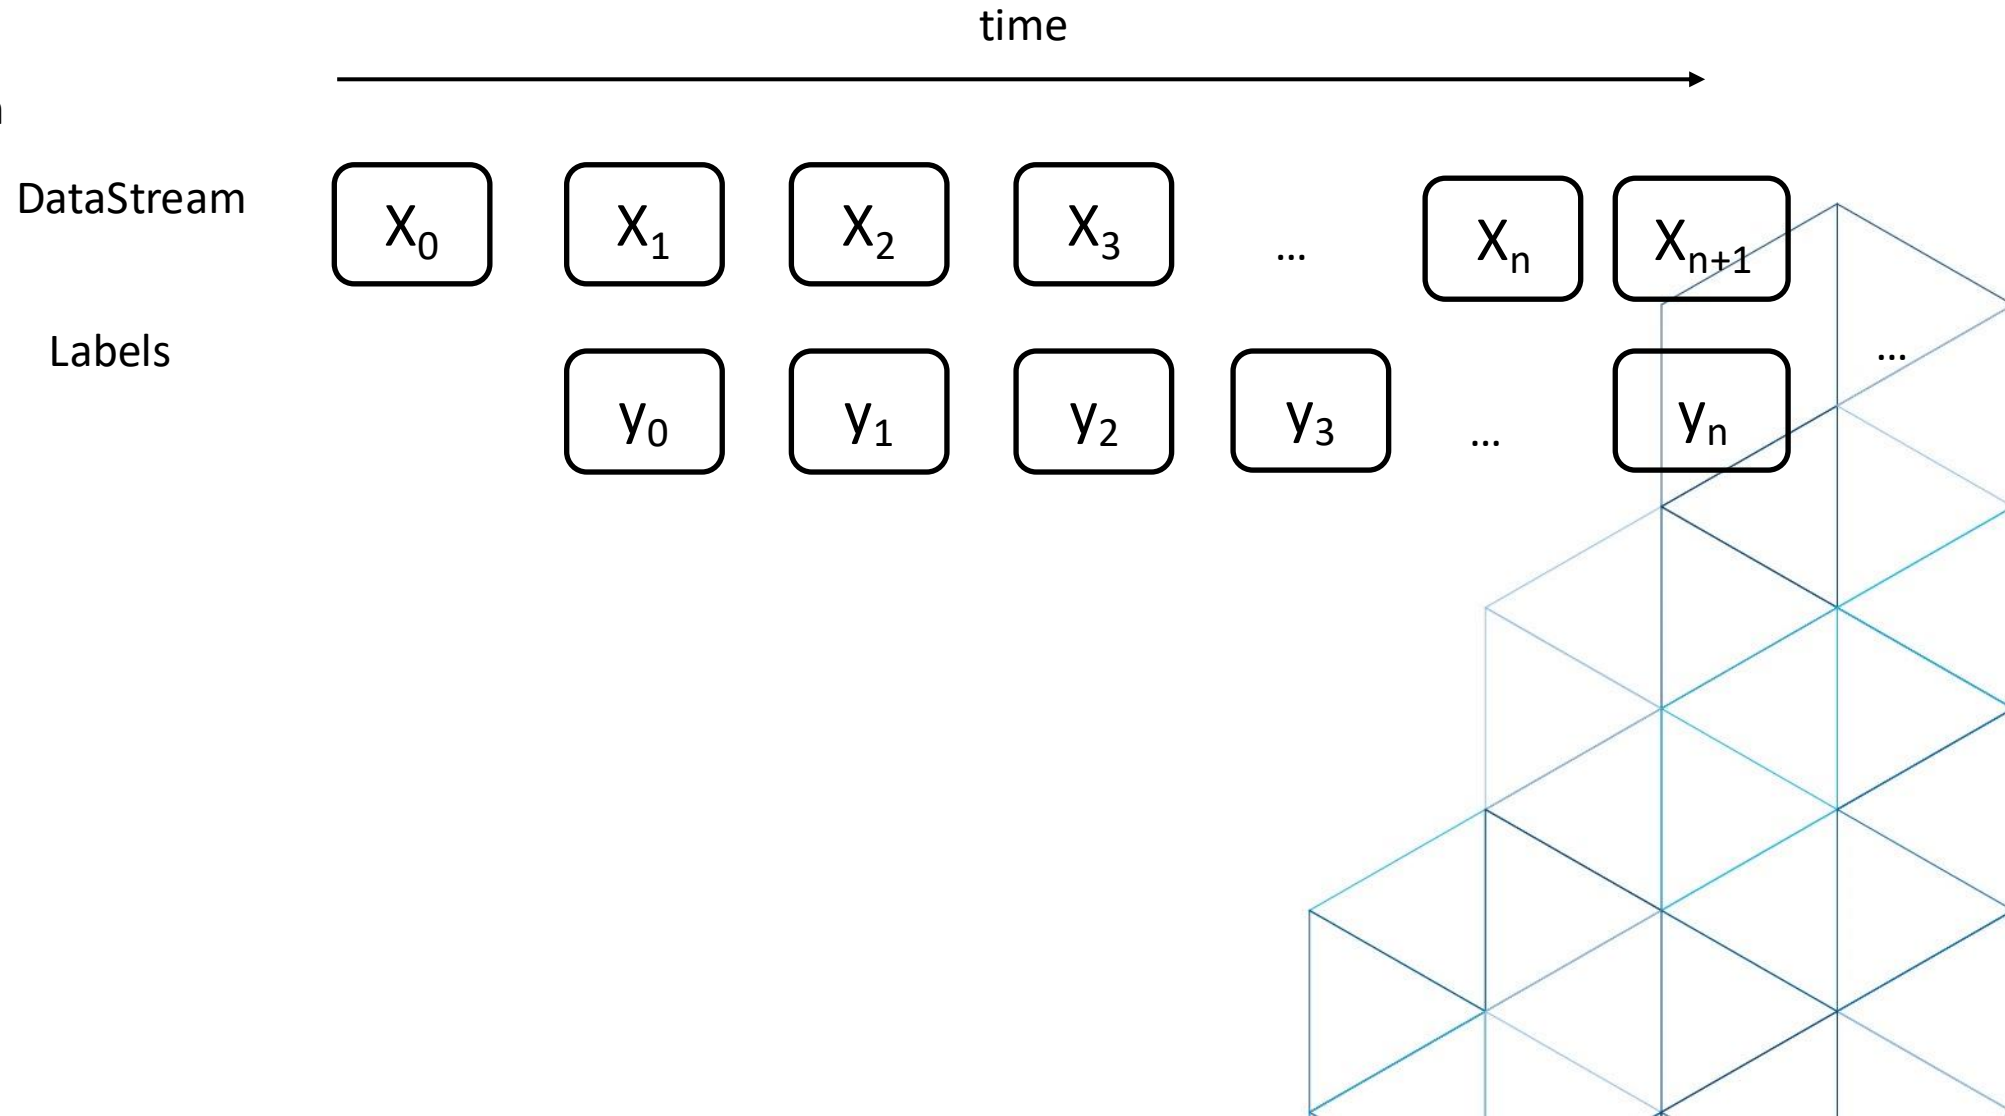 time
DataStream
X₀ X₁ X₂ X₃ ... Xₙ Xₙ₊₁
Labels
y₀ y₁ y₂ y₃ ... yₙ ...